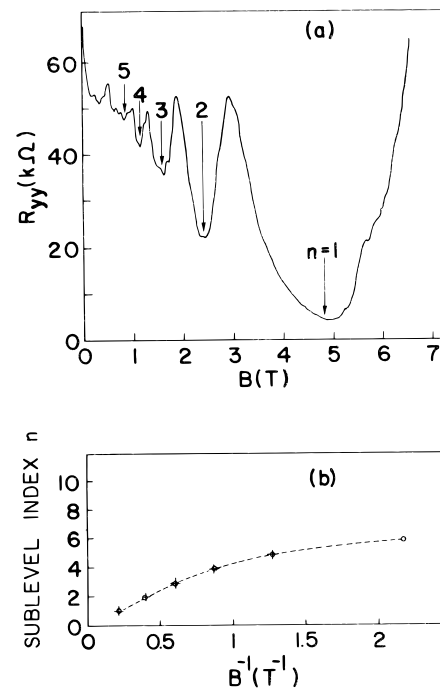 (a)
60
40
20
0
R_yy(kΩ)
5
4
3
2
n=1
0 1 2 3 4 5 6 7
B(T)
(b)
SUBLEVEL INDEX n
10
8
6
4
2
0
0 0.5 1 1.5 2
B⁻¹(T⁻¹)